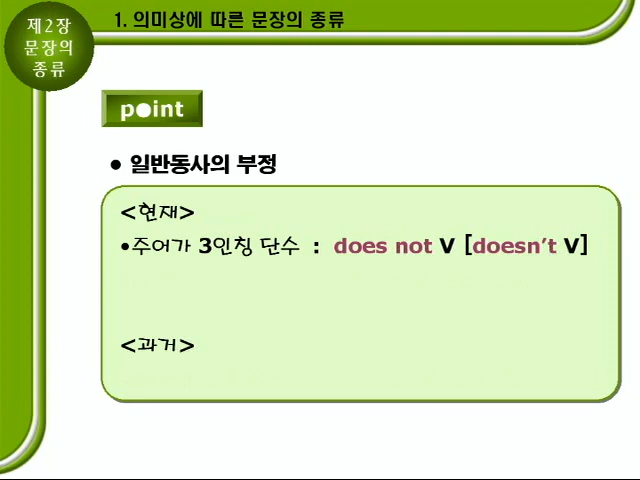 제2장
문장의
종류
1. 의미상에 따른 문장의 종류
point
• 일반동사의 부정
<현재>
•주어가 3인칭 단수 : does not V [doesn't V]
<과거>